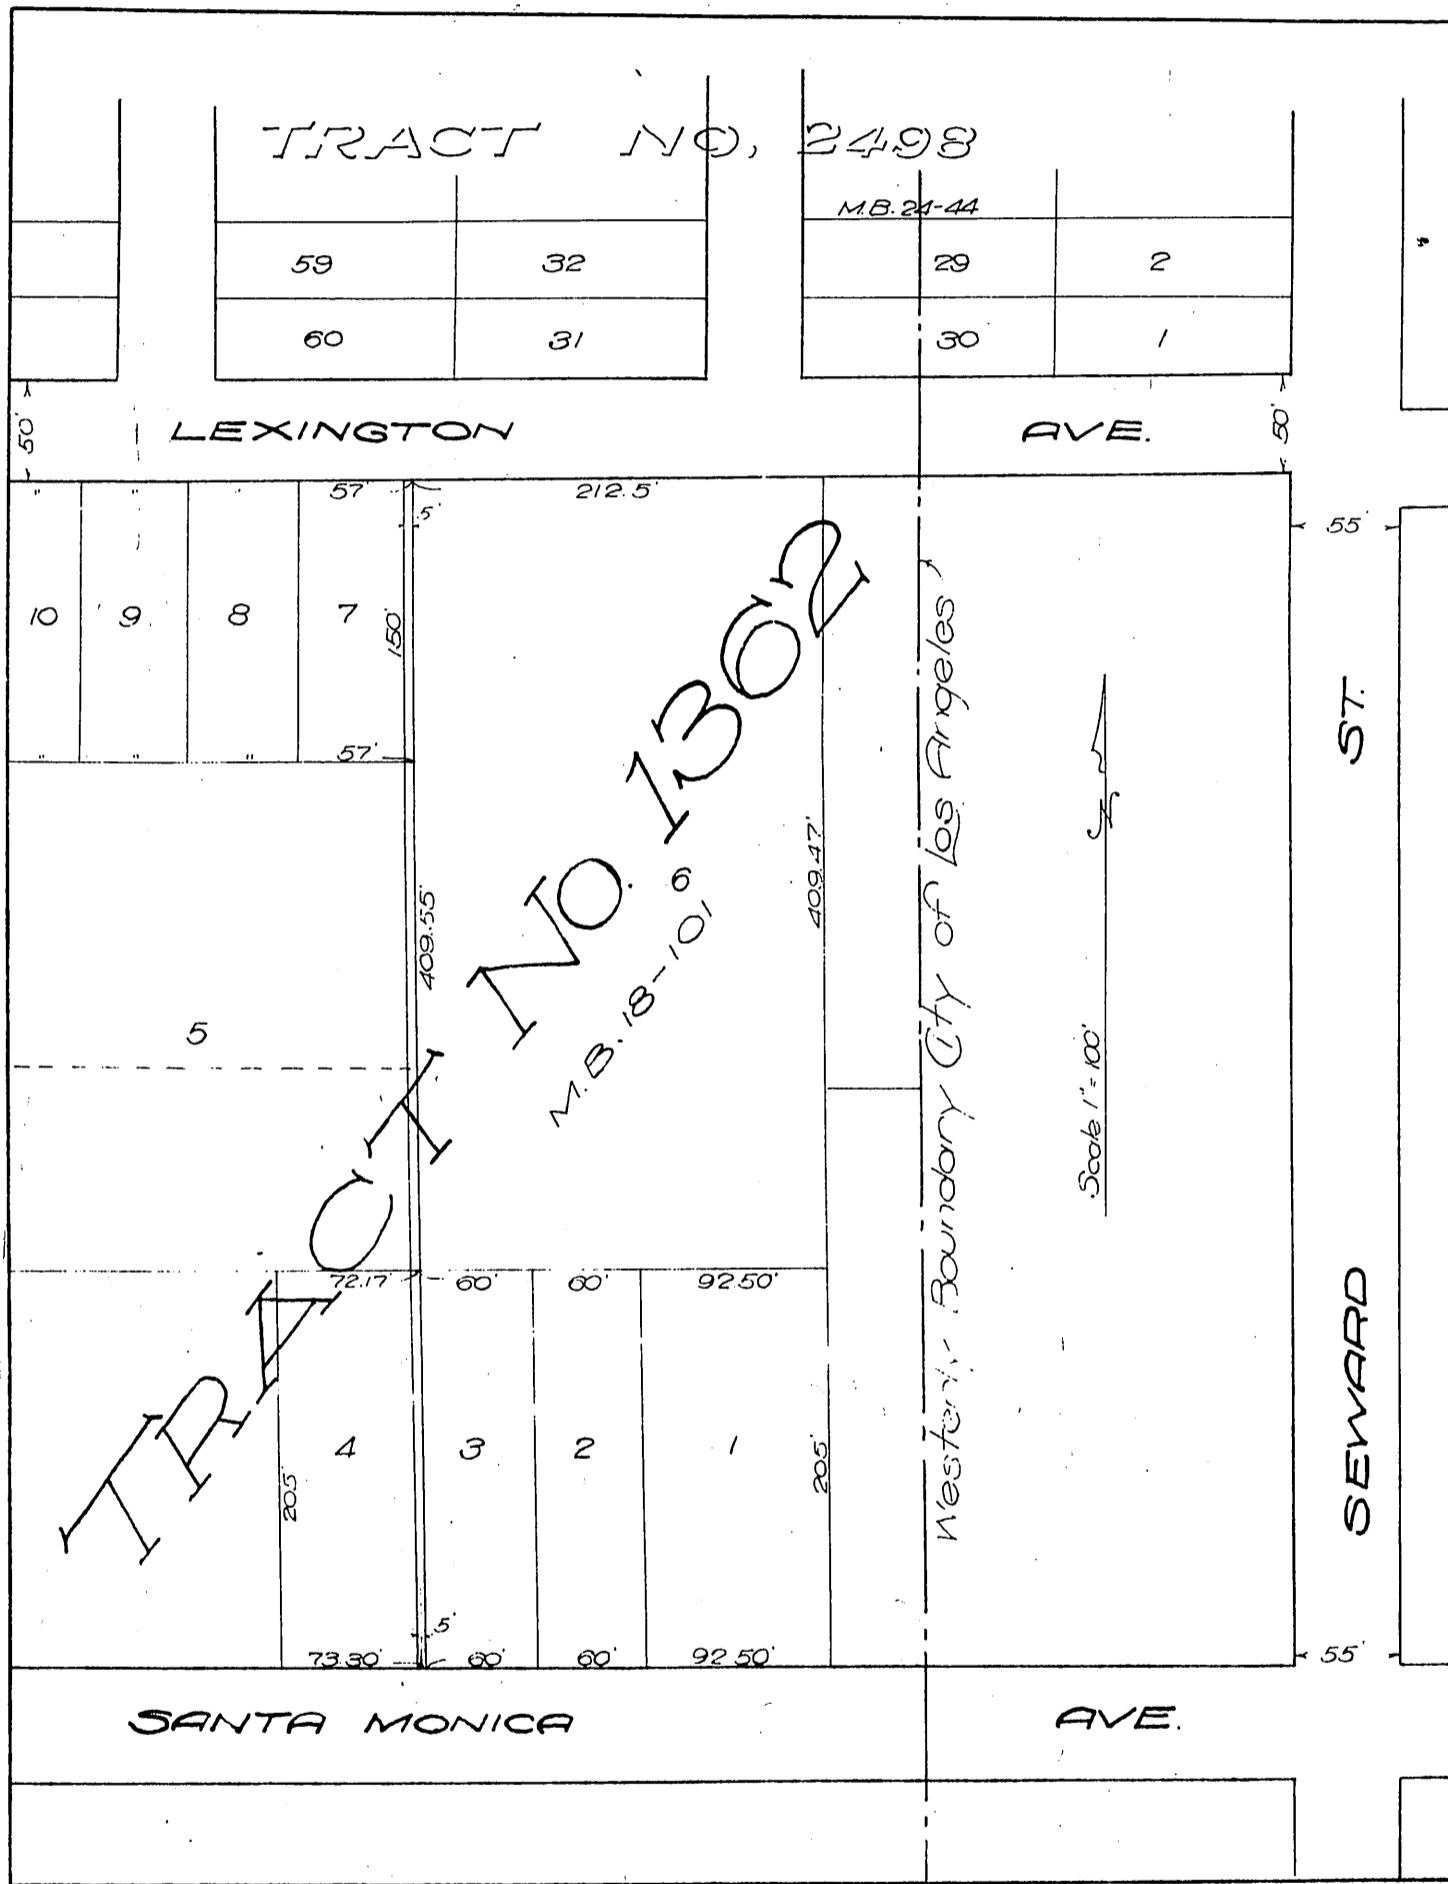 TRACT NO, 2498
M.B. 24-44
59 32 29 2
60 31 30 1
50' 50'
LEXINGTON AVE.
" " " 57' 212.5'
5'
55'
10 9 8 7
150'
" " " 57'
TRACT NO. 1362
6
M.B. 18-101
409.55'
409.47'
5
Western Boundary City of Los Angeles
Scale 1" = 100'
SEWARD ST.
72.17' 60' 60' 92.50'
4 3 2 1
205' 205'
5'
73.30' 60' 60' 92.50'
55'
SANTA MONICA AVE.